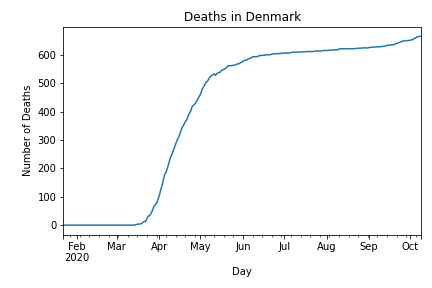 Deaths in Denmark
Number of Deaths
600
500
400
300
200
100
0
Feb Mar Apr May Jun Jul Aug Sep Oct
2020
Day